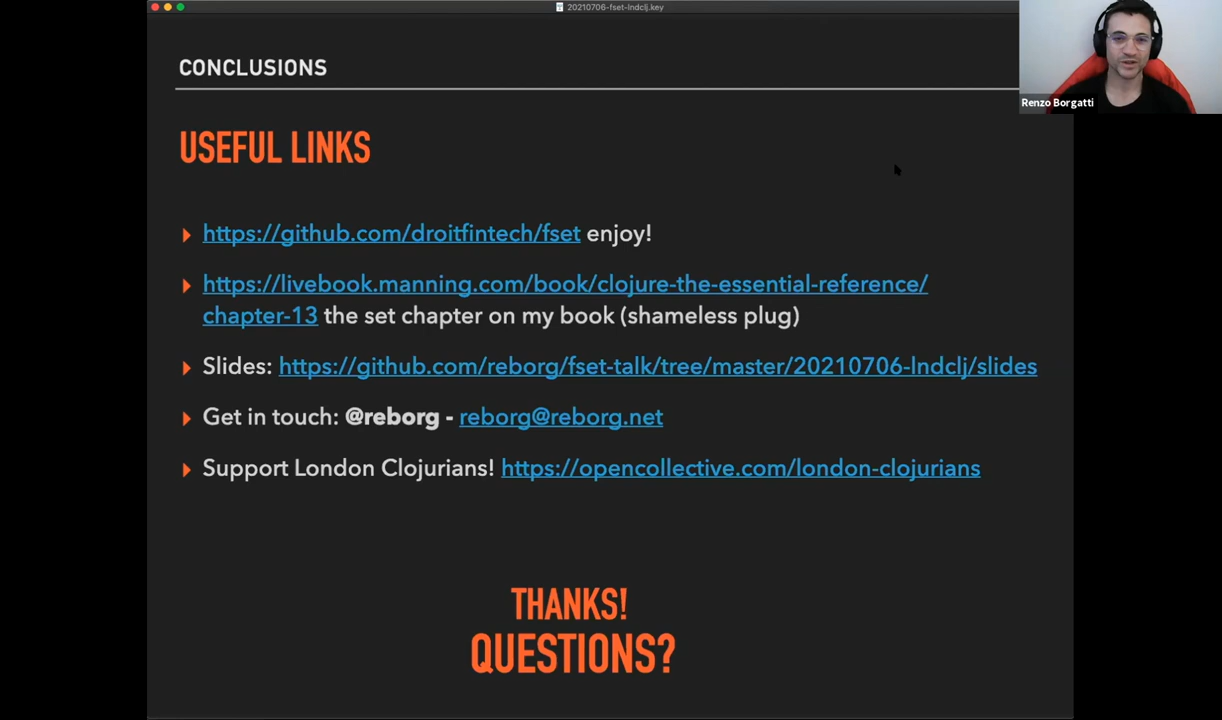 20210706-fset-lndclj.key
CONCLUSIONS
Renzo Borgatti
USEFUL LINKS
https://github.com/droitfintech/fset enjoy!
https://livebook.manning.com/book/clojure-the-essential-reference/
chapter-13 the set chapter on my book (shameless plug)
Slides: https://github.com/reborg/fset-talk/tree/master/20210706-lndclj/slides
Get in touch: @reborg - reborg@reborg.net
Support London Clojurians! https://opencollective.com/london-clojurians
THANKS!
QUESTIONS?